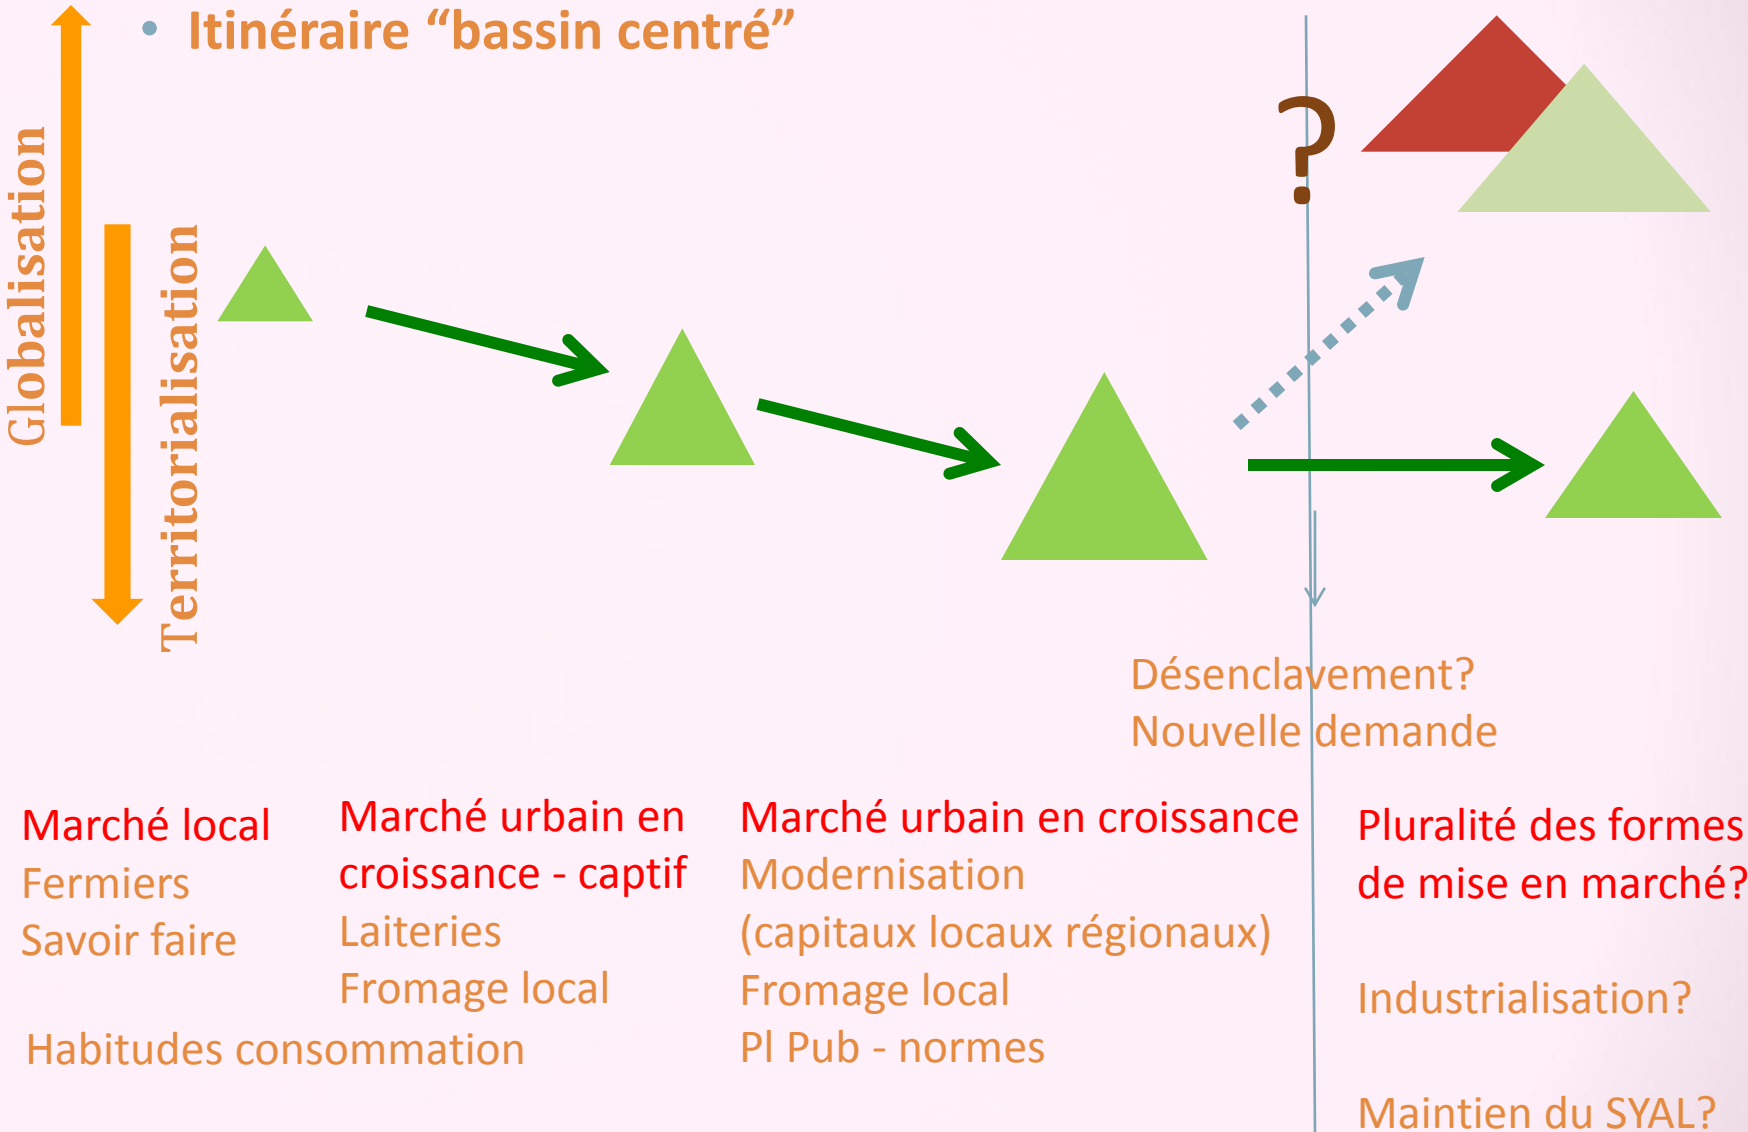 • Itinéraire “bassin centré”
Globalisation
Territorialisation
?
Désenclavement?
Nouvelle demande
Marché local
Fermiers
Savoir faire
Habitudes consommation
Marché urbain en
croissance - captif
Laiteries
Fromage local
Marché urbain en croissance
Modernisation
(capitaux locaux régionaux)
Fromage local
Pl Pub - normes
Pluralité des formes
de mise en marché?
Industrialisation?
Maintien du SYAL?